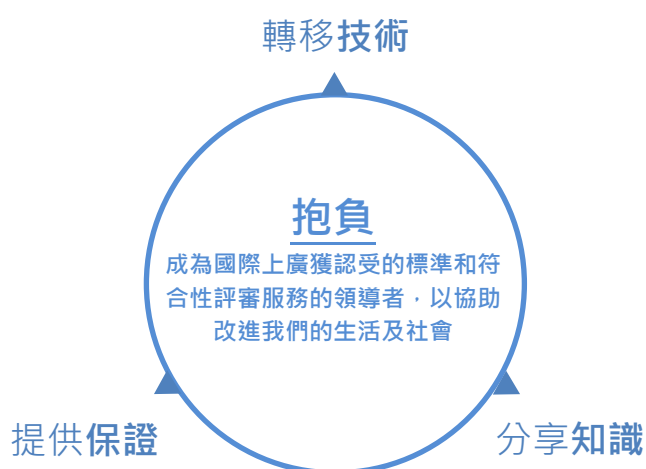 轉移技術
抱負
成為國際上廣獲認受的標準和符
合性評審服務的領導者，以協助
改進我們的生活及社會
提供保證
分享知識